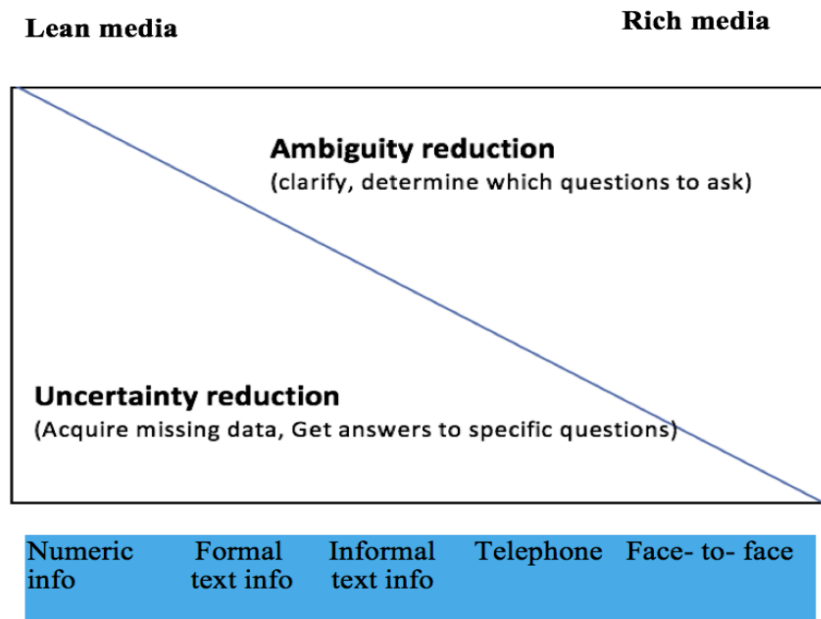 Lean media
Rich media
Ambiguity reduction
(clarify, determine which questions to ask)
Uncertainty reduction
(Acquire missing data, Get answers to specific questions)
Numeric
info
Formal
text info
Informal
text info
Telephone
Face- to- face